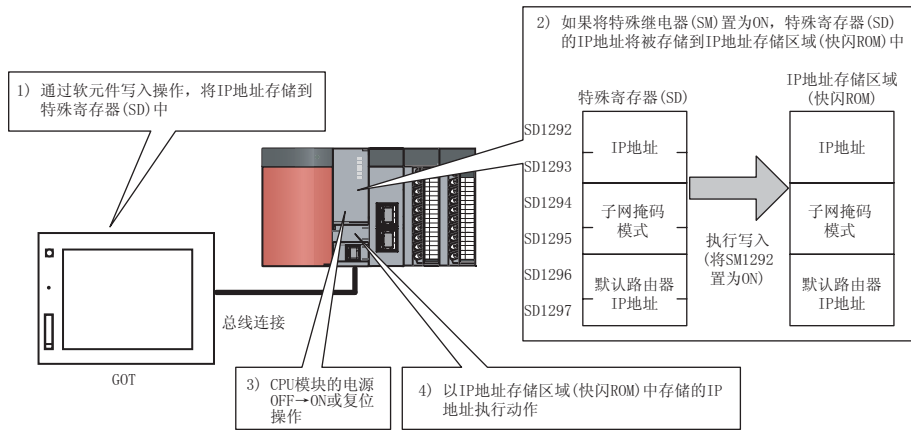 1) 通过软元件写入操作，将IP地址存储到
特殊寄存器(SD)中
2) 如果将特殊继电器(SM)置为ON，特殊寄存器(SD)
的IP地址将被存储到IP地址存储区域(快闪ROM)中
特殊寄存器(SD)
IP地址存储区域
(快闪ROM)
SD1292
SD1293
SD1294
SD1295
SD1296
SD1297
IP地址
子网掩码
模式
默认路由器
IP地址
执行写入
(将SM1292
置为ON)
IP地址
子网掩码
模式
默认路由器
IP地址
总线连接
GOT
3) CPU模块的电源
OFF→ON或复位
操作
4) 以IP地址存储区域(快闪ROM)中存储的IP
地址执行动作